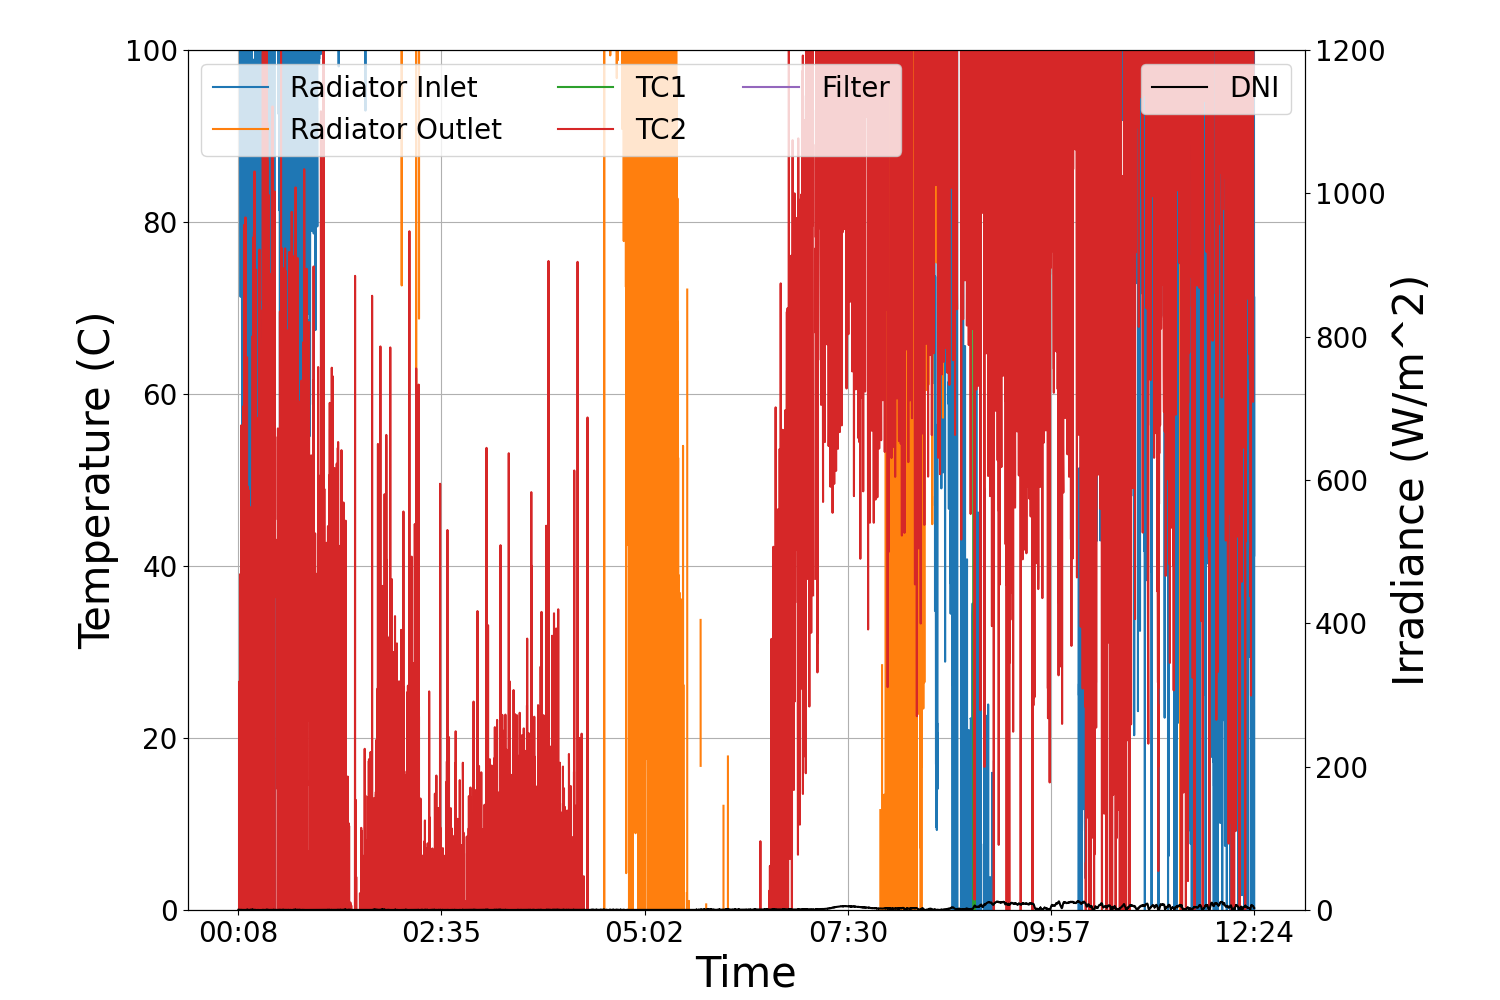 100
80
60
40
20
0
Temperature (C)
Radiator Inlet
Radiator Outlet
TC1
TC2
Filter
DNI
1200
1000
800
600
400
200
0
Irradiance (W/m^2)
00:08 02:35 05:02 07:30 09:57 12:24
Time